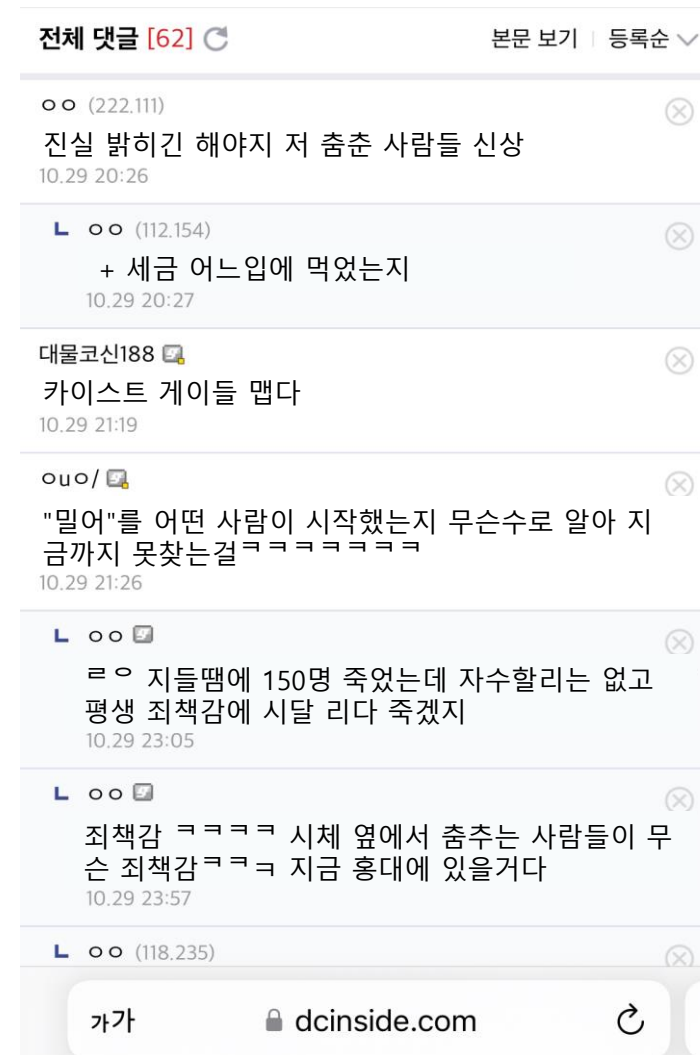 전체 댓글 [62]
본문 보기 등록순
ㅇㅇ (222.111)
진실 밝히긴 해야지 저 춤춘 사람들 신상
10.29 20:26
ㄴ ㅇㅇ (112.154)
+ 세금 어느입에 먹었는지
10.29 20:27
대물코신188
카이스트 게이들 맵다
10.29 21:19
ㅇuㅇ/
"밀어"를 어떤 사람이 시작했는지 무슨수로 알아 지
금까지 못찾는걸ㅋㅋㅋㅋㅋㅋㅋ
10.29 21:26
ㄴ ㅇㅇ
ㄹㅇ 지들땜에 150명 죽었는데 자수할리는 없고
평생 죄책감에 시달 리다 죽겠지
10.29 23:05
ㄴ ㅇㅇ
죄책감 ㅋㅋㅋㅋ 시체 옆에서 춤추는 사람들이 무
슨 죄책감ㅋㅋㅋ 지금 홍대에 있을거다
10.29 23:57
ㄴ ㅇㅇ (118.235)
가가 dcinside.com